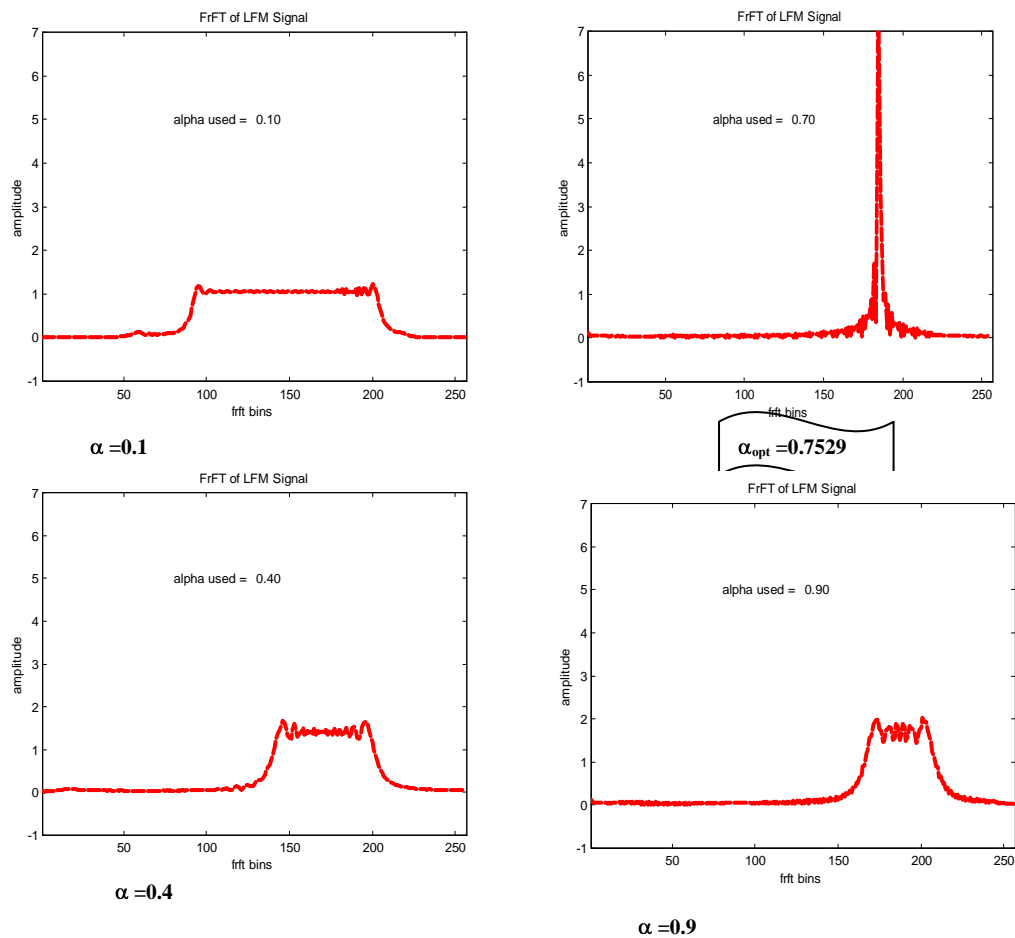 FrFT of LFM Signal
7
6
5
4
3
2
1
0
-1
amplitude
alpha used = 0.10
50 100 150 200 250
frft bins
α =0.1
FrFT of LFM Signal
7
6
5
4
3
2
1
0
-1
amplitude
alpha used = 0.70
50 100 150 200 250
frft bins
αopt =0.7529
FrFT of LFM Signal
7
6
5
4
3
2
1
0
-1
amplitude
alpha used = 0.40
50 100 150 200 250
frft bins
α =0.4
FrFT of LFM Signal
7
6
5
4
3
2
1
0
-1
amplitude
alpha used = 0.90
50 100 150 200 250
frft bins
α =0.9